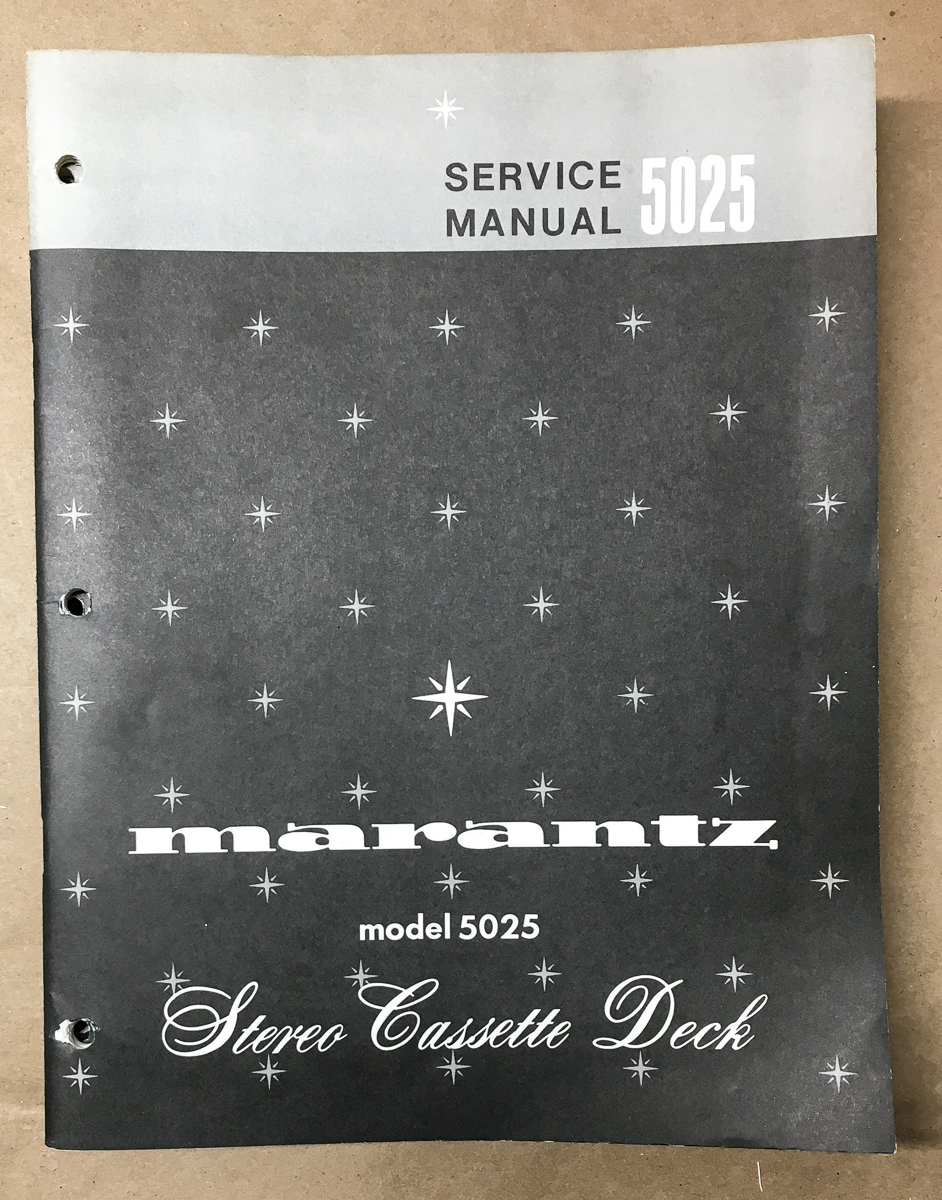 SERVICE
MANUAL 5025
marantz
model 5025
Stereo Cassette Deck